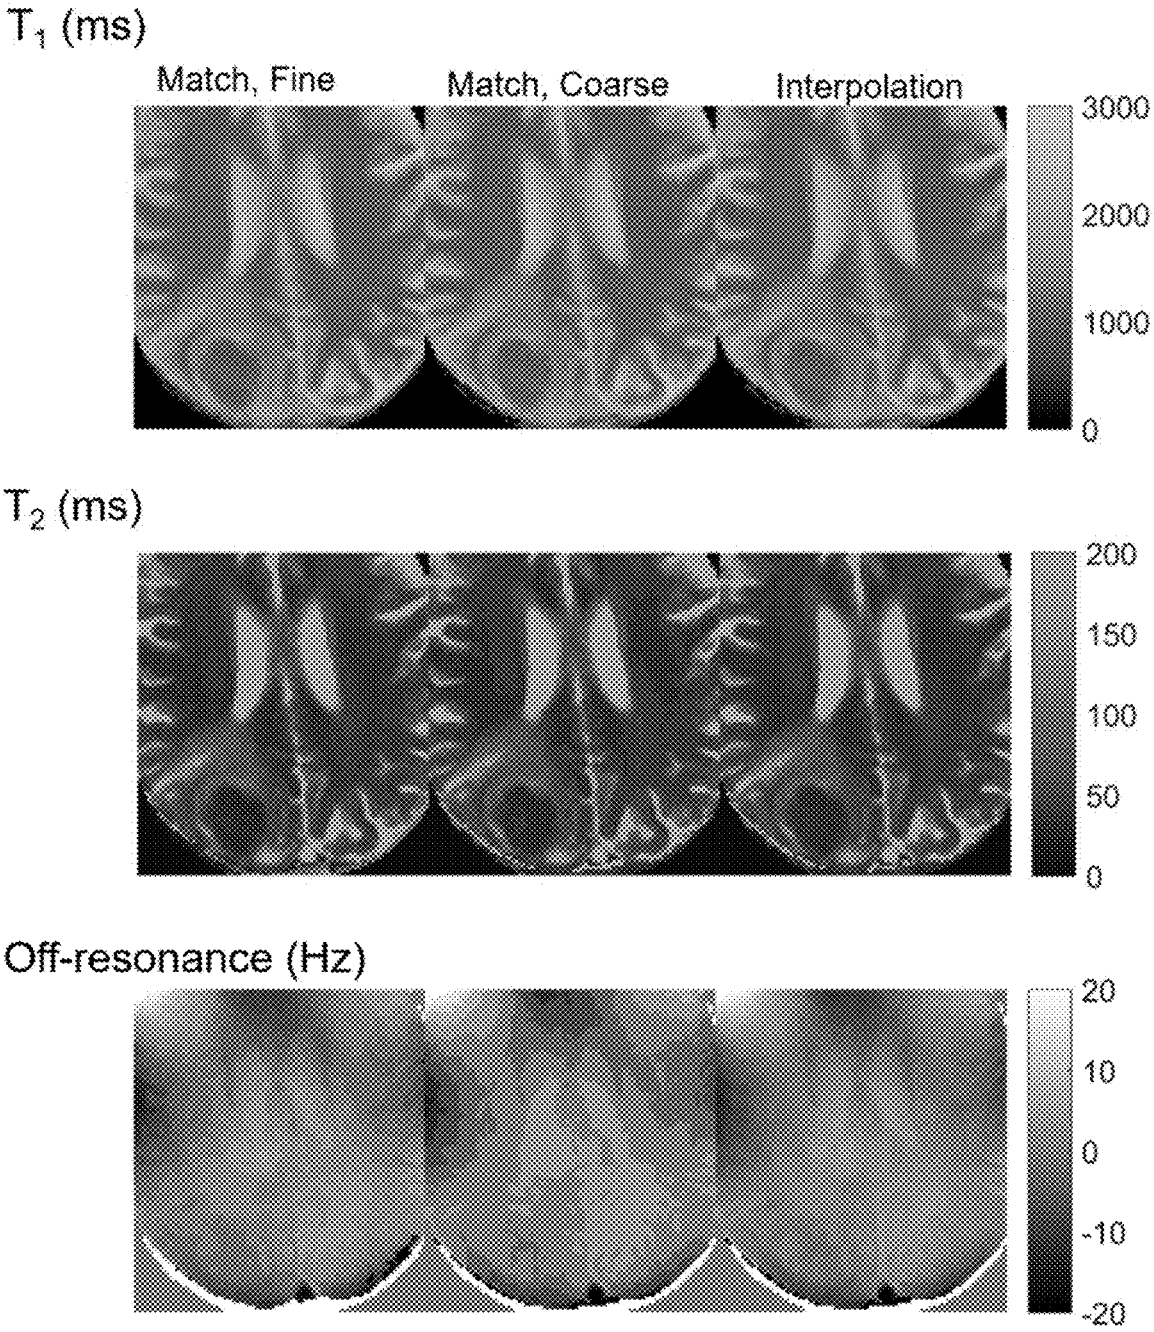 T₁ (ms)
Match, Fine
Match, Coarse
Interpolation
3000
2000
1000
0
T₂ (ms)
200
150
100
50
0
Off-resonance (Hz)
20
10
0
-10
-20